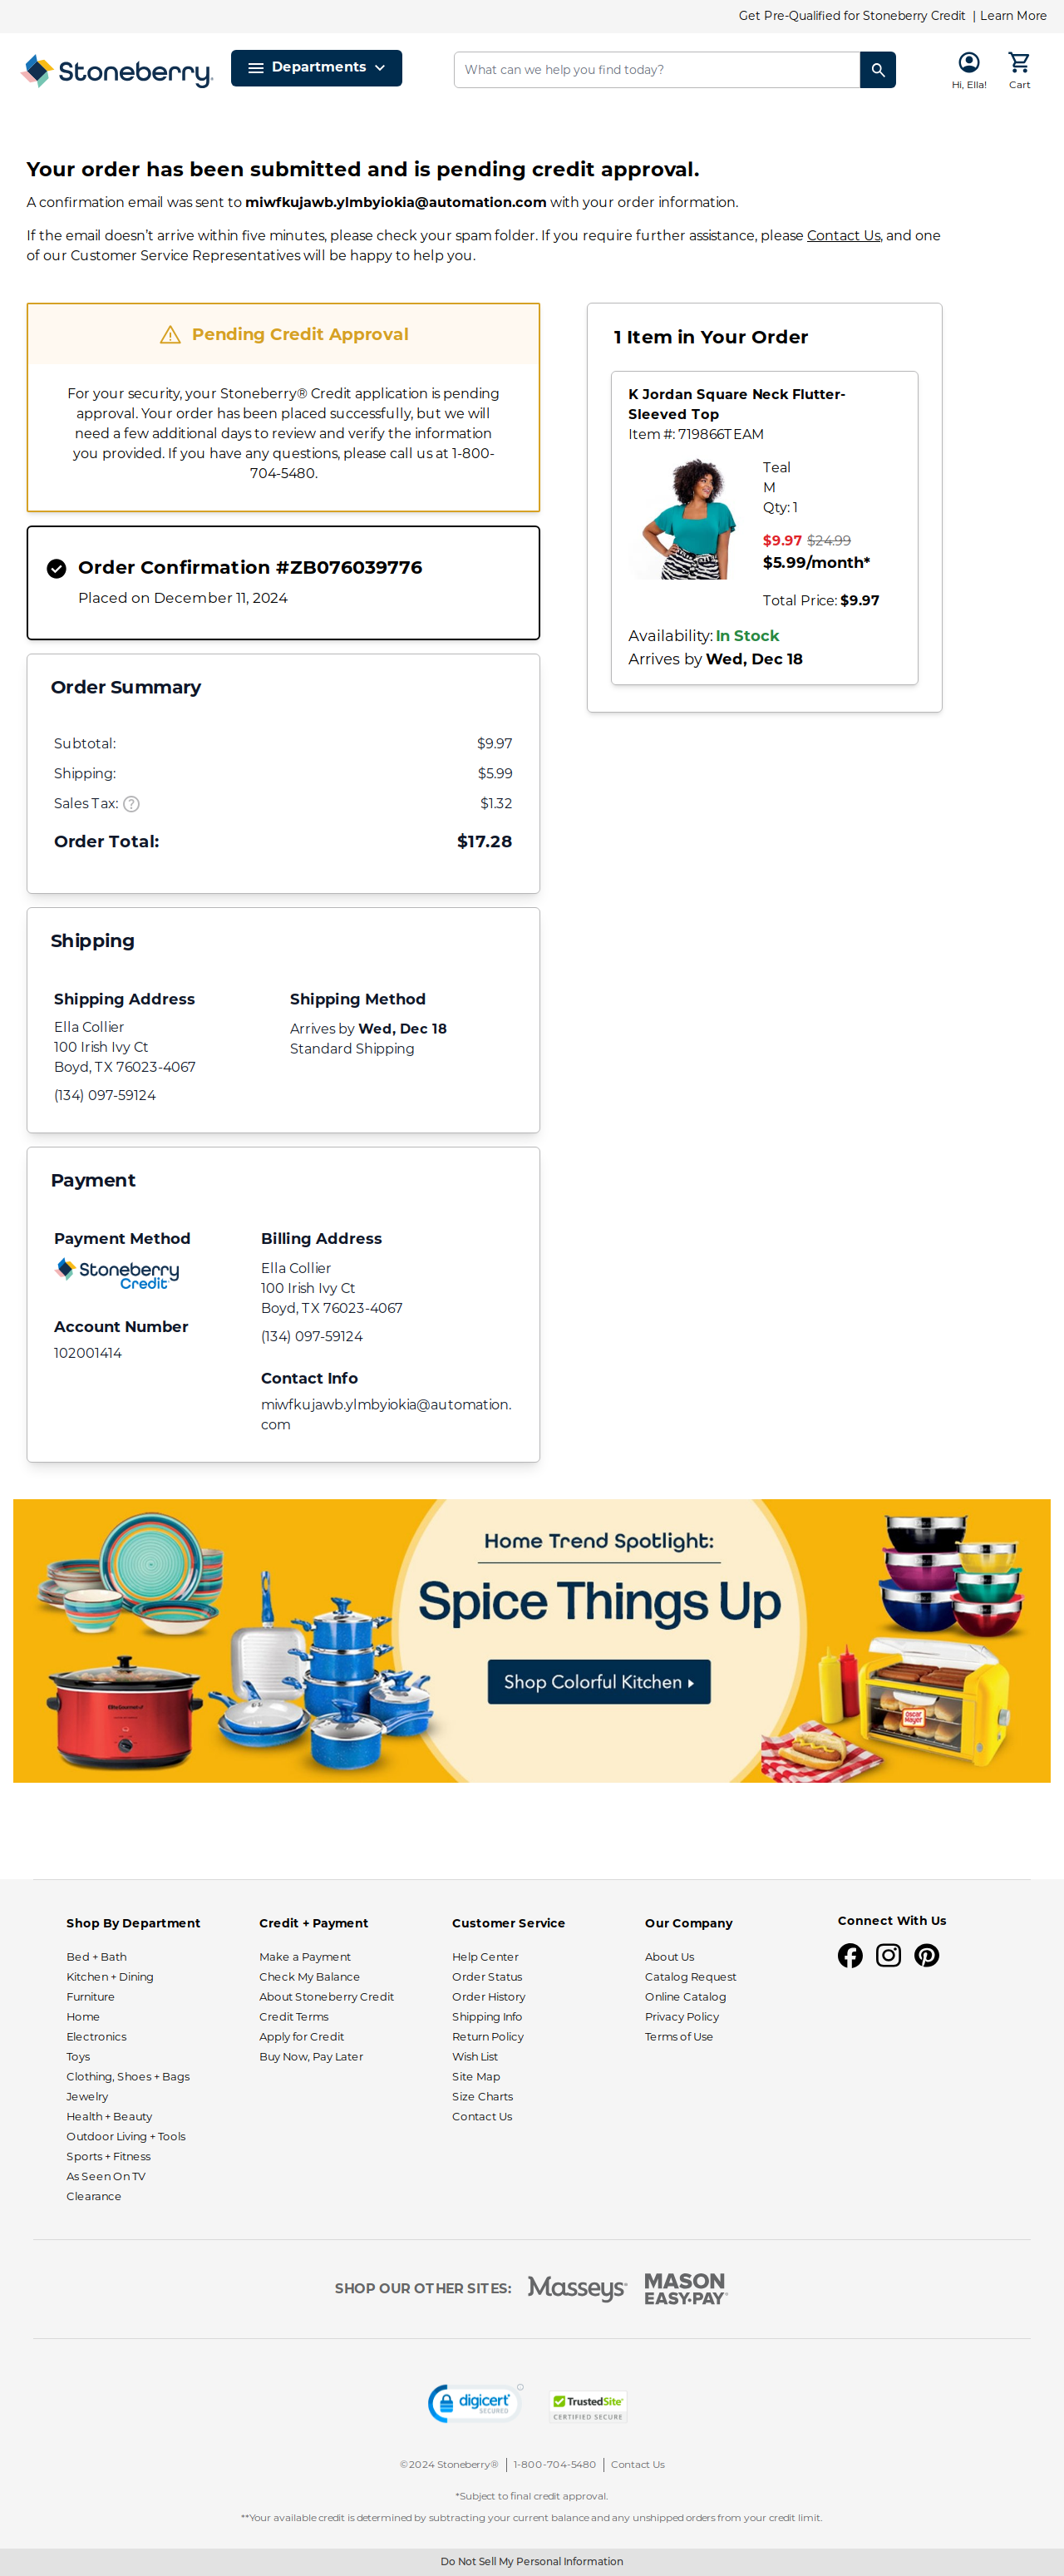 Get Pre-Qualified for Stoneberry Credit | Learn More
Stoneberry
Departments
What can we help you find today?
Hi, Ella!
Cart
Your order has been submitted and is pending credit approval.
A confirmation email was sent to miwfkujawb.ylmbyiokia@automation.com with your order information.
If the email doesn't arrive within five minutes, please check your spam folder. If you require further assistance, please Contact Us, and one
of our Customer Service Representatives will be happy to help you.
Pending Credit Approval
For your security, your Stoneberry® Credit application is pending
approval. Your order has been placed successfully, but we will
need a few additional days to review and verify the information
you provided. If you have any questions, please call us at 1-800-
704-5480.
Order Confirmation #ZB076039776
Placed on December 11, 2024
Order Summary
Subtotal: $9.97
Shipping: $5.99
Sales Tax: ? $1.32
Order Total: $17.28
Shipping
Shipping Address
Ella Collier
100 Irish Ivy Ct
Boyd, TX 76023-4067
(134) 097-59124
Shipping Method
Arrives by Wed, Dec 18
Standard Shipping
Payment
Payment Method
Stoneberry
Credit
Account Number
102001414
Billing Address
Ella Collier
100 Irish Ivy Ct
Boyd, TX 76023-4067
(134) 097-59124
Contact Info
miwfkujawb.ylmbyiokia@automation.
com
1 Item in Your Order
K Jordan Square Neck Flutter-
Sleeved Top
Item #: 719866TEAM
Teal
M
Qty: 1
$9.97 $24.99
$5.99/month*
Total Price: $9.97
Availability: In Stock
Arrives by Wed, Dec 18
Home Trend Spotlight:
Spice Things Up
Shop Colorful Kitchen
Oscar
Mayer
Shop By Department
Bed + Bath
Kitchen + Dining
Furniture
Home
Electronics
Toys
Clothing, Shoes + Bags
Jewelry
Health + Beauty
Outdoor Living + Tools
Sports + Fitness
As Seen On TV
Clearance
Credit + Payment
Make a Payment
Check My Balance
About Stoneberry Credit
Credit Terms
Apply for Credit
Buy Now, Pay Later
Customer Service
Help Center
Order Status
Order History
Shipping Info
Return Policy
Wish List
Site Map
Size Charts
Contact Us
Our Company
About Us
Catalog Request
Online Catalog
Privacy Policy
Terms of Use
Connect With Us
SHOP OUR OTHER SITES:
Masseys
MASON
EASY•PAY
digicert
SECURED
TrustedSite
CERTIFIED SECURE
©2024 Stoneberry® | 1-800-704-5480 | Contact Us
*Subject to final credit approval.
**Your available credit is determined by subtracting your current balance and any unshipped orders from your credit limit.
Do Not Sell My Personal Information